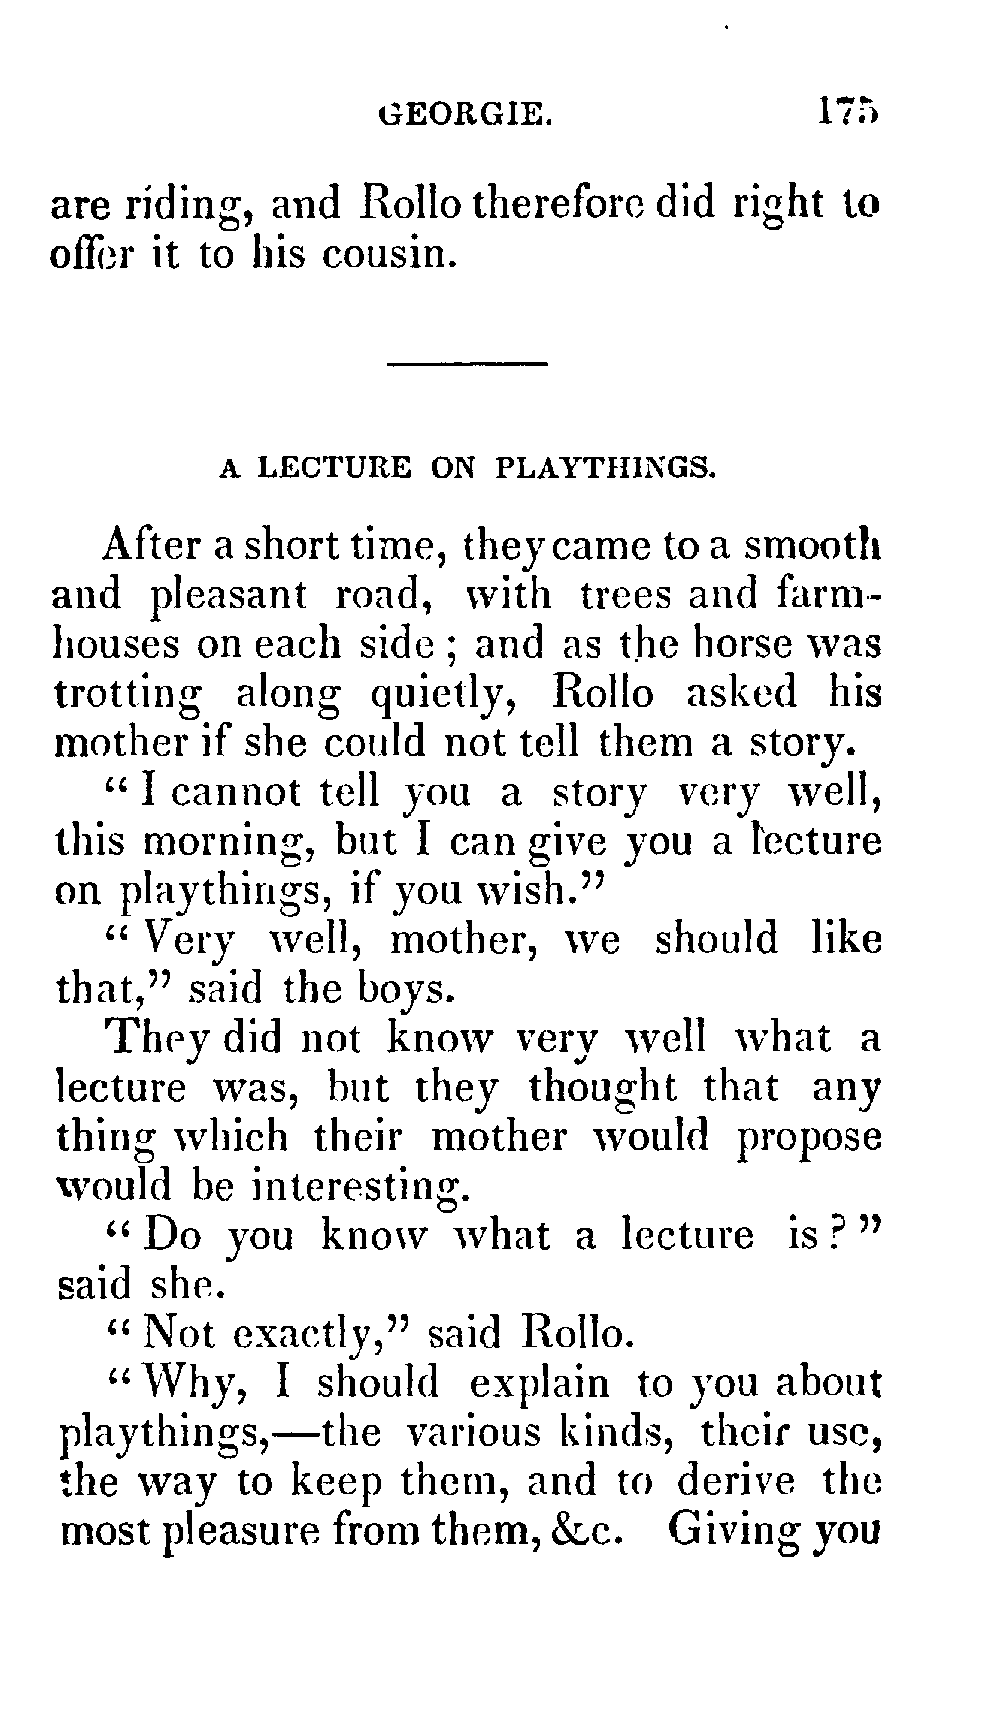 GEORGIE. 175
are riding, and Rollo therefore did right to
offer it to his cousin.
A LECTURE ON PLAYTHINGS.
After a short time, they came to a smooth
and pleasant road, with trees and farm-
houses on each side ; and as the horse was
trotting along quietly, Rollo asked his
mother if she could not tell them a story.
“ I cannot tell you a story very well,
this morning, but I can give you a lecture
on playthings, if you wish.”
“ Very well, mother, we should like
that,” said the boys.
They did not know very well what a
lecture was, but they thought that any
thing which their mother would propose
would be interesting.
“ Do you know what a lecture is ? ”
said she.
“ Not exactly,” said Rollo.
“ Why, I should explain to you about
playthings,—the various kinds, their use,
the way to keep them, and to derive the
most pleasure from them, &c. Giving you